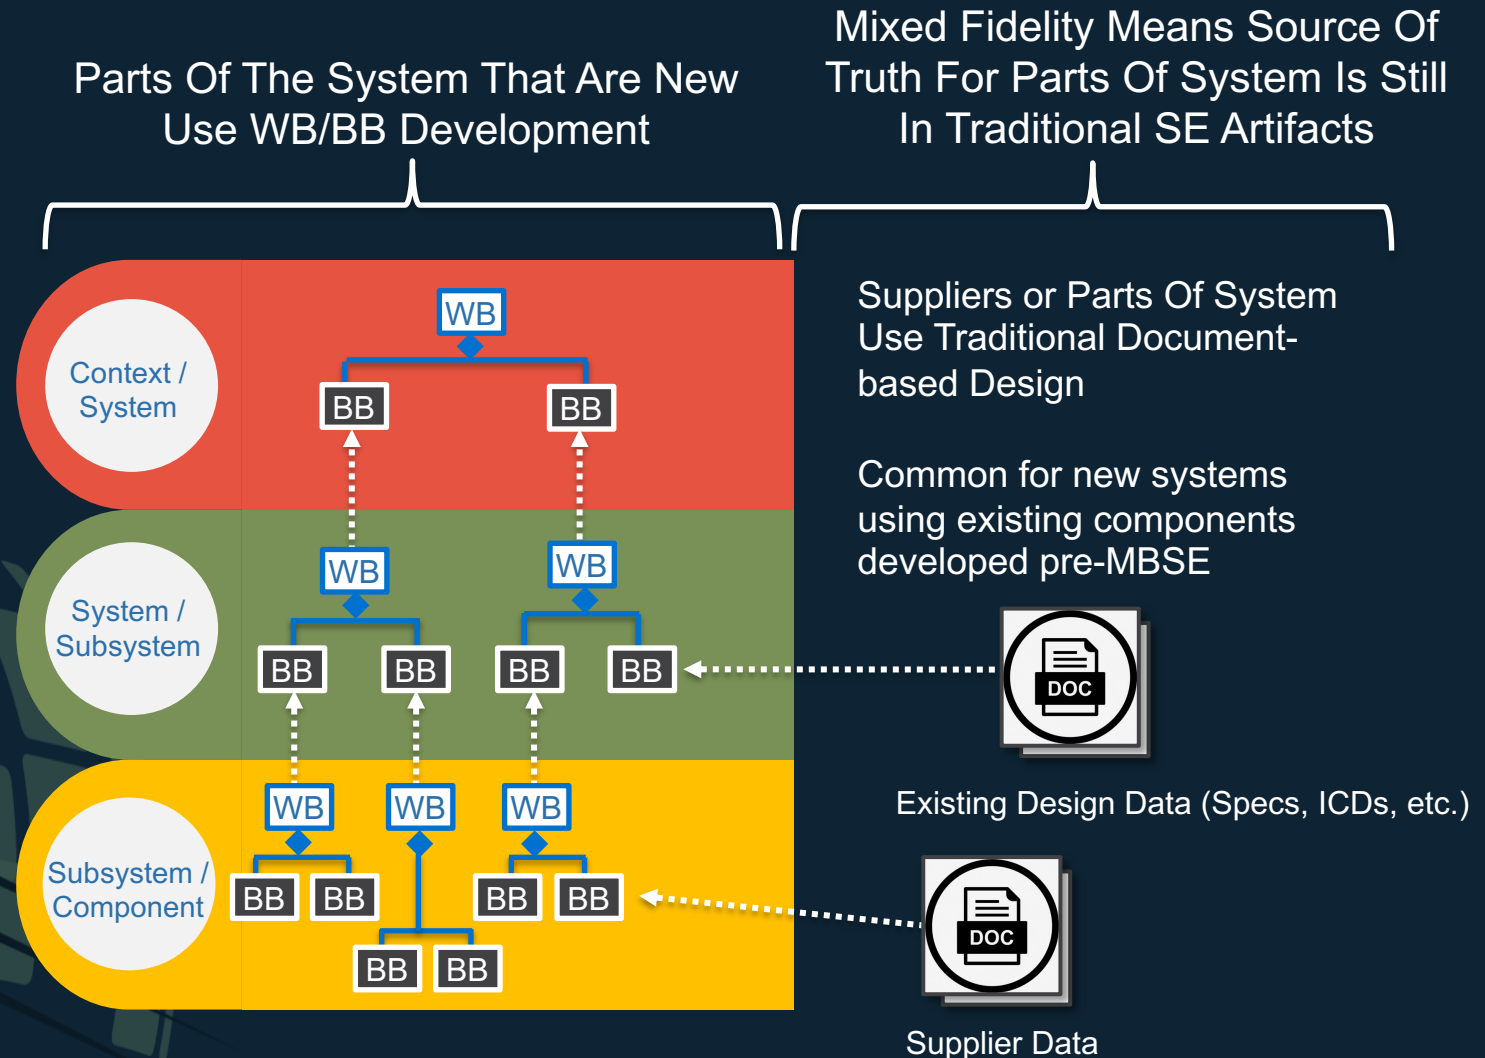 Parts Of The System That Are New
Use WB/BB Development
Mixed Fidelity Means Source Of
Truth For Parts Of System Is Still
In Traditional SE Artifacts
Context /
System
WB
BB
BB
Suppliers or Parts Of System
Use Traditional Document-
based Design
Common for new systems
using existing components
developed pre-MBSE
System /
Subsystem
WB
WB
BB
BB
BB
BB
DOC
Existing Design Data (Specs, ICDs, etc.)
Subsystem /
Component
WB
WB
WB
BB
BB
BB
BB
BB
BB
DOC
Supplier Data